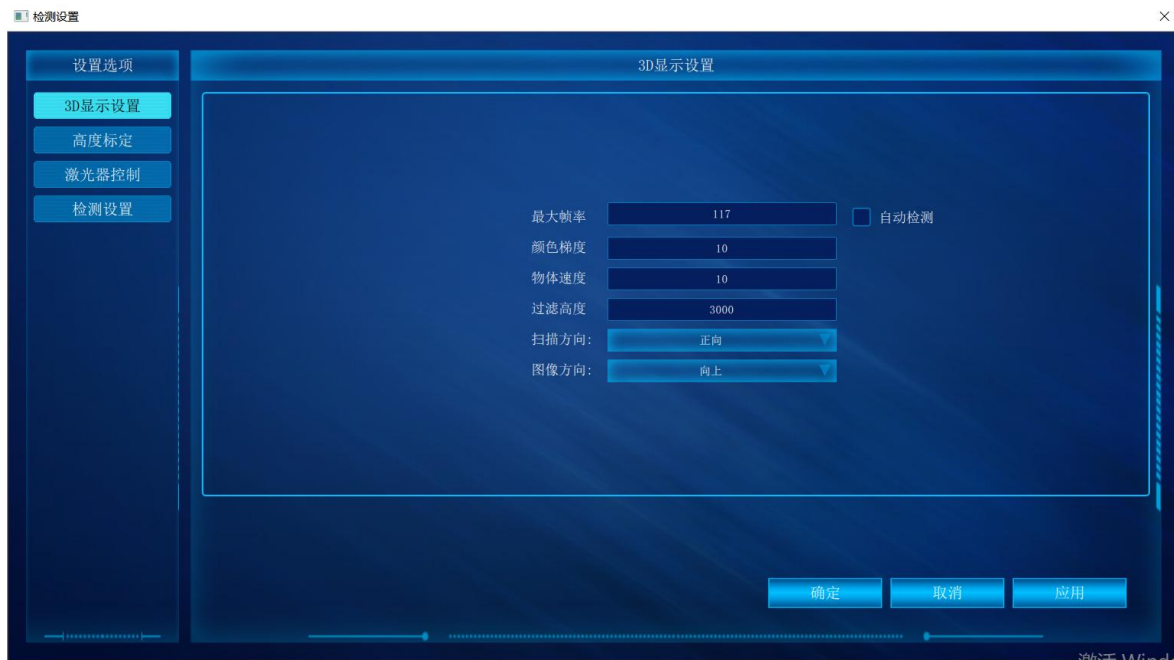 检测设置
设置选项
3D显示设置
高度标定
激光器控制
检测设置
3D显示设置
最大帧率 117 自动检测
颜色梯度 10
物体速度 10
过滤高度 3000
扫描方向: 正向
图像方向: 向上
确定 取消 应用
激活 Wind